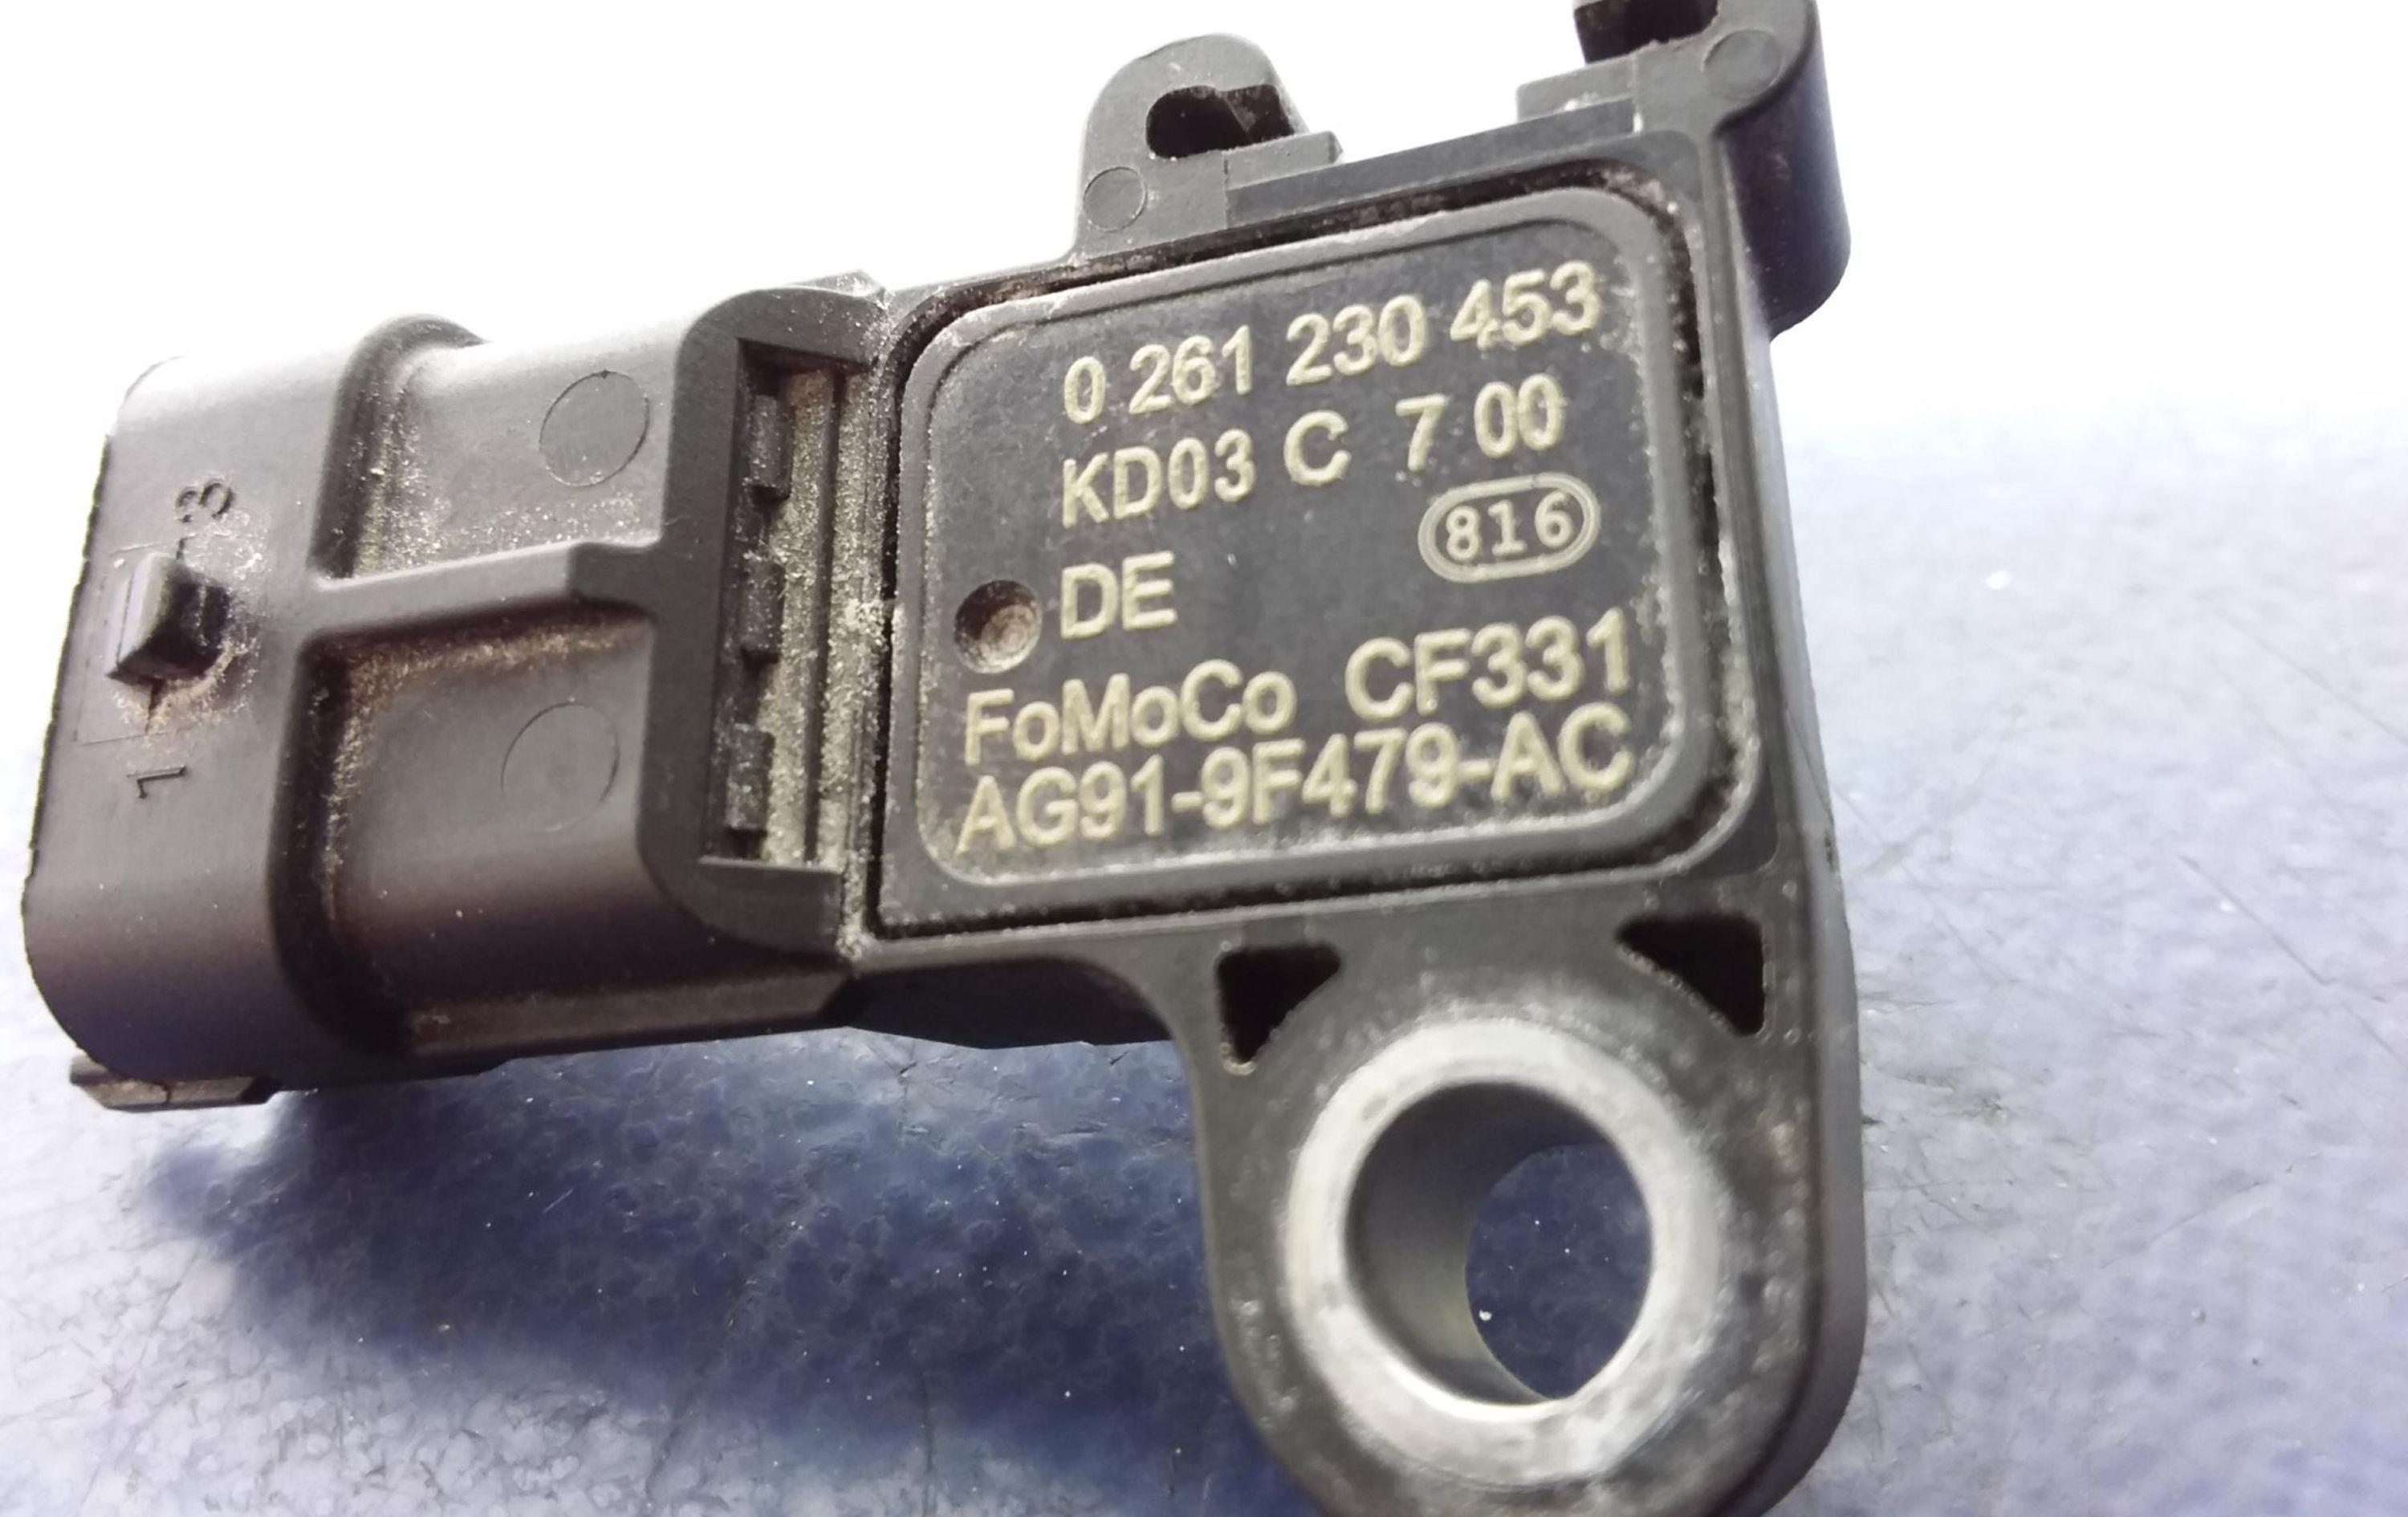 0 261 230 453
KD03 C 7 00
816
DE
FoMoCo CF331
AG91-9F479-AC
3
1